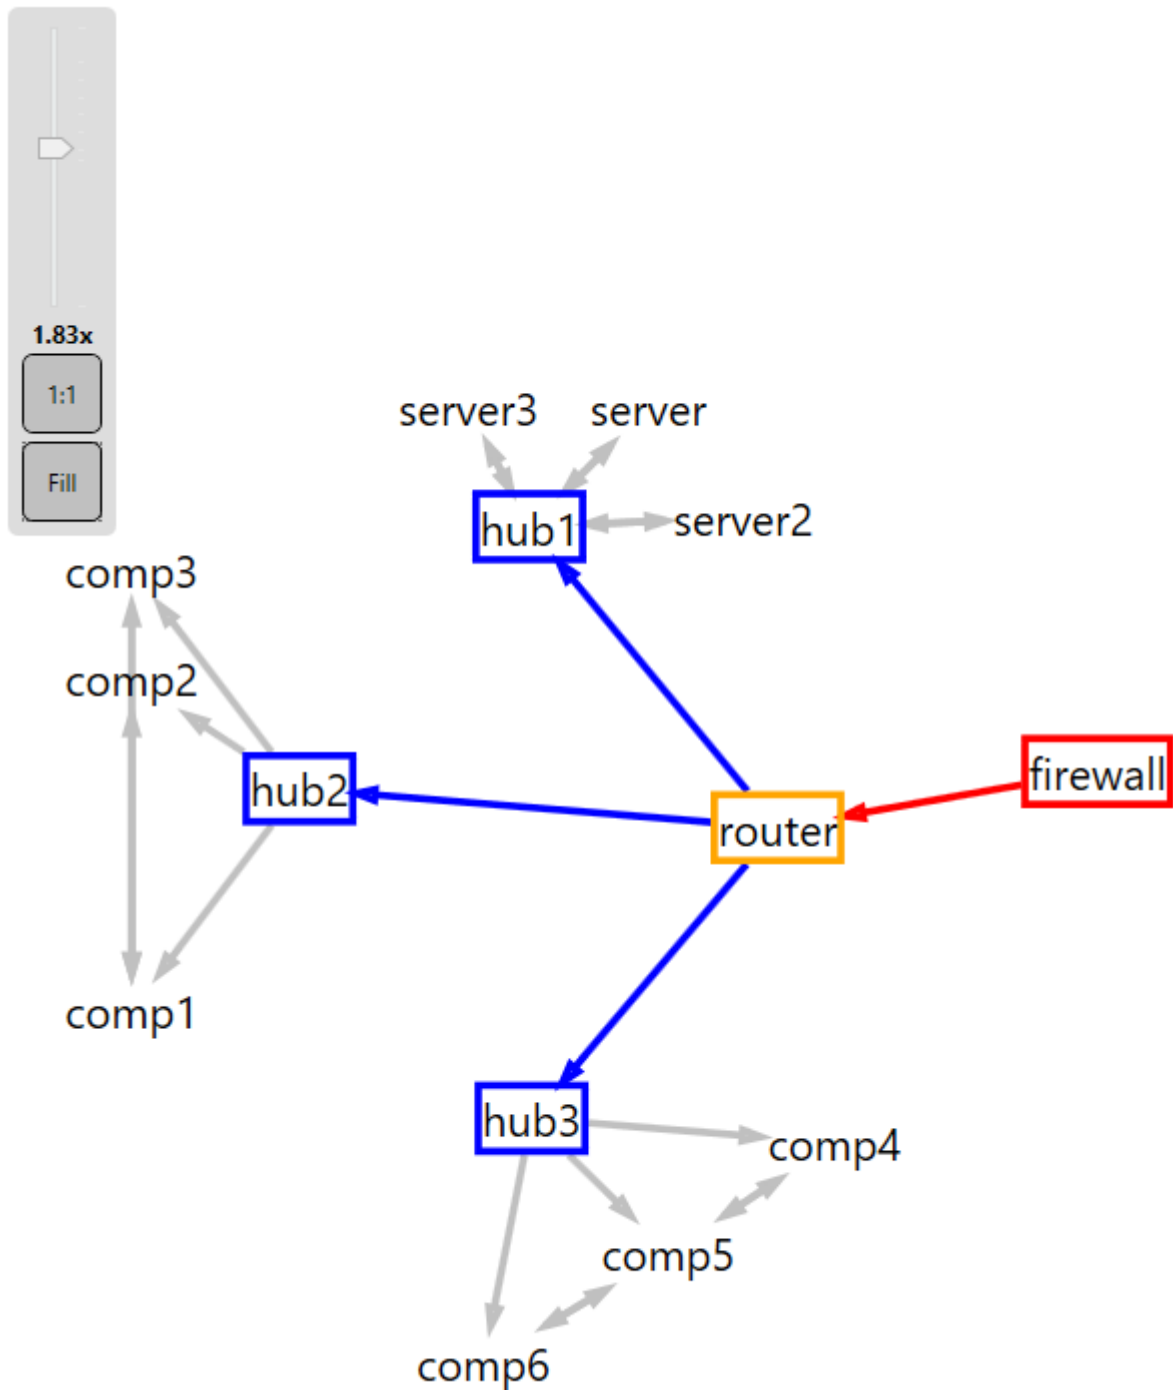 1.83x
1:1
Fill
server3
server
hub1
server2
comp3
comp2
hub2
firewall
router
comp1
hub3
comp4
comp5
comp6